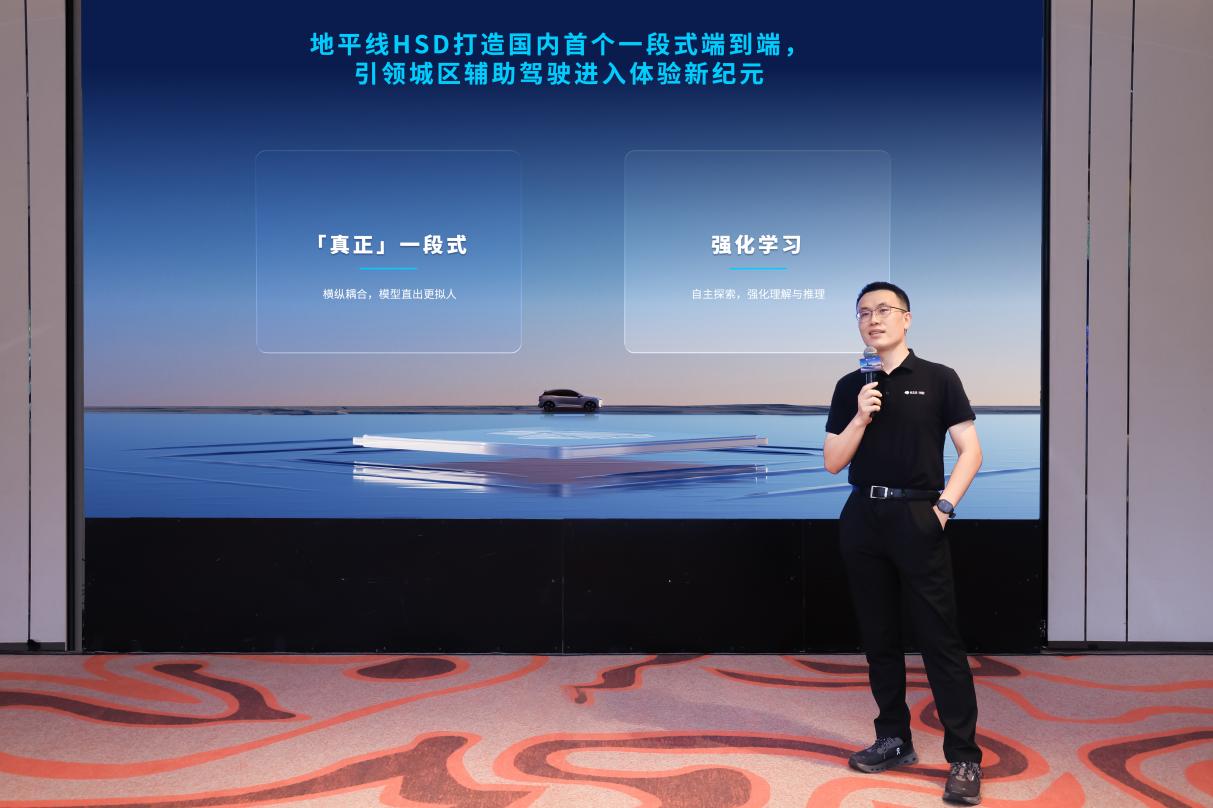 地平线HSD打造国内首个一段式端到端，
引领城区辅助驾驶进入体验新纪元
「真正」一段式
横纵耦合，模型直出更拟人
强化学习
自主探索，强化理解与推理